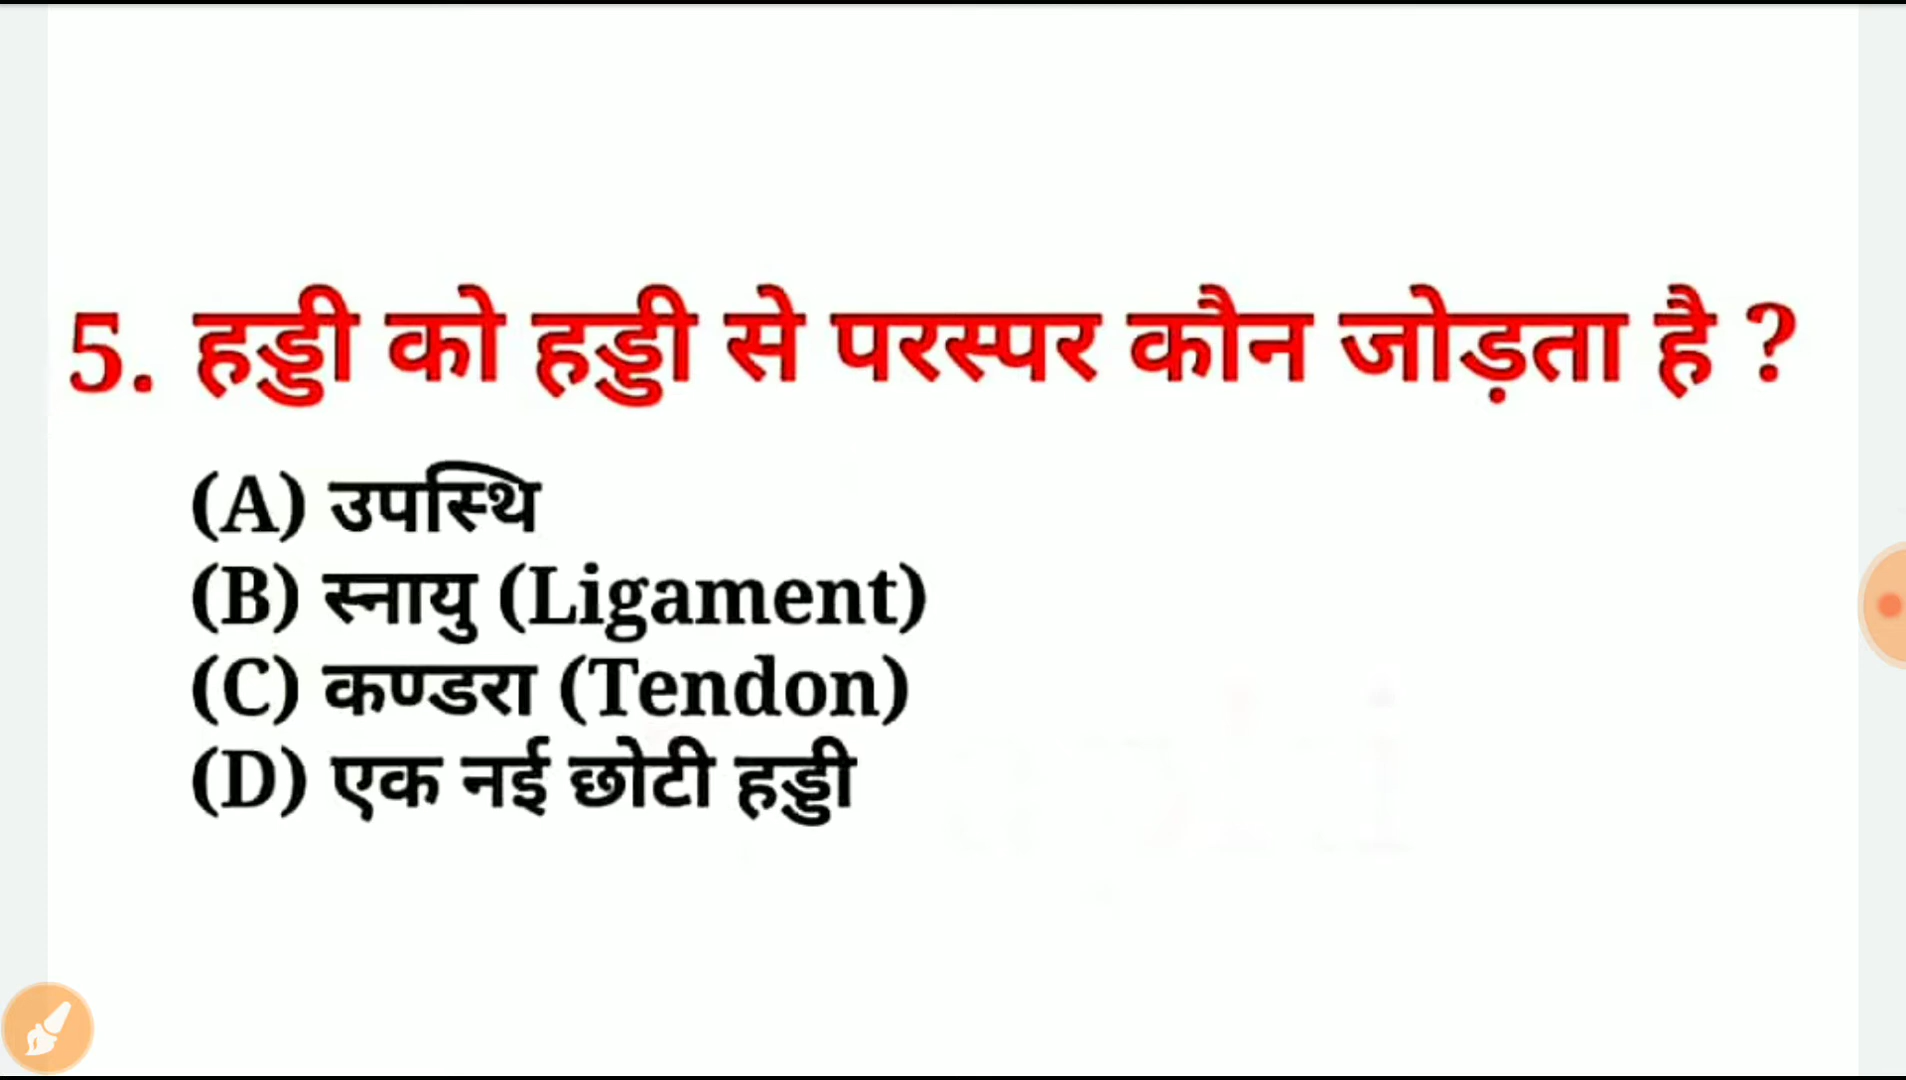 5. हड्डी को हड्डी से परस्पर कौन जोड़ता है ?
(A) उपस्थि
(B) स्नायु (Ligament)
(C) कण्डरा (Tendon)
(D) एक नई छोटी हड्डी